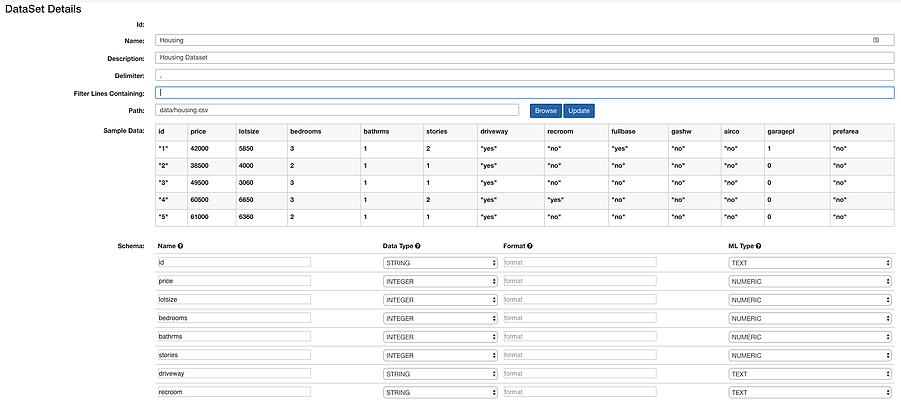 DataSet Details
Id:
Name: Housing
Description: Housing Dataset
Delimiter: ,
Filter Lines Containing:
Path: data/housing.csv Browse Update
Sample Data: id price lotsize bedrooms bathrms stories driveway recroom fullbase gashw airco garagepl prefarea
"1" 42000 5850 3 1 2 "yes" "no" "yes" "no" "no" 1 "no"
"2" 38500 4000 2 1 1 "yes" "no" "no" "no" "no" 0 "no"
"3" 49500 3060 3 1 1 "yes" "no" "no" "no" "no" 0 "no"
"4" 60500 6650 3 1 2 "yes" "yes" "no" "no" "no" 0 "no"
"5" 61000 6360 2 1 1 "yes" "no" "no" "no" "no" 0 "no"
Schema: Name Data Type Format ML Type
id STRING format TEXT
price INTEGER format NUMERIC
lotsize INTEGER format NUMERIC
bedrooms INTEGER format NUMERIC
bathrms INTEGER format NUMERIC
stories INTEGER format NUMERIC
driveway STRING format TEXT
recroom STRING format TEXT